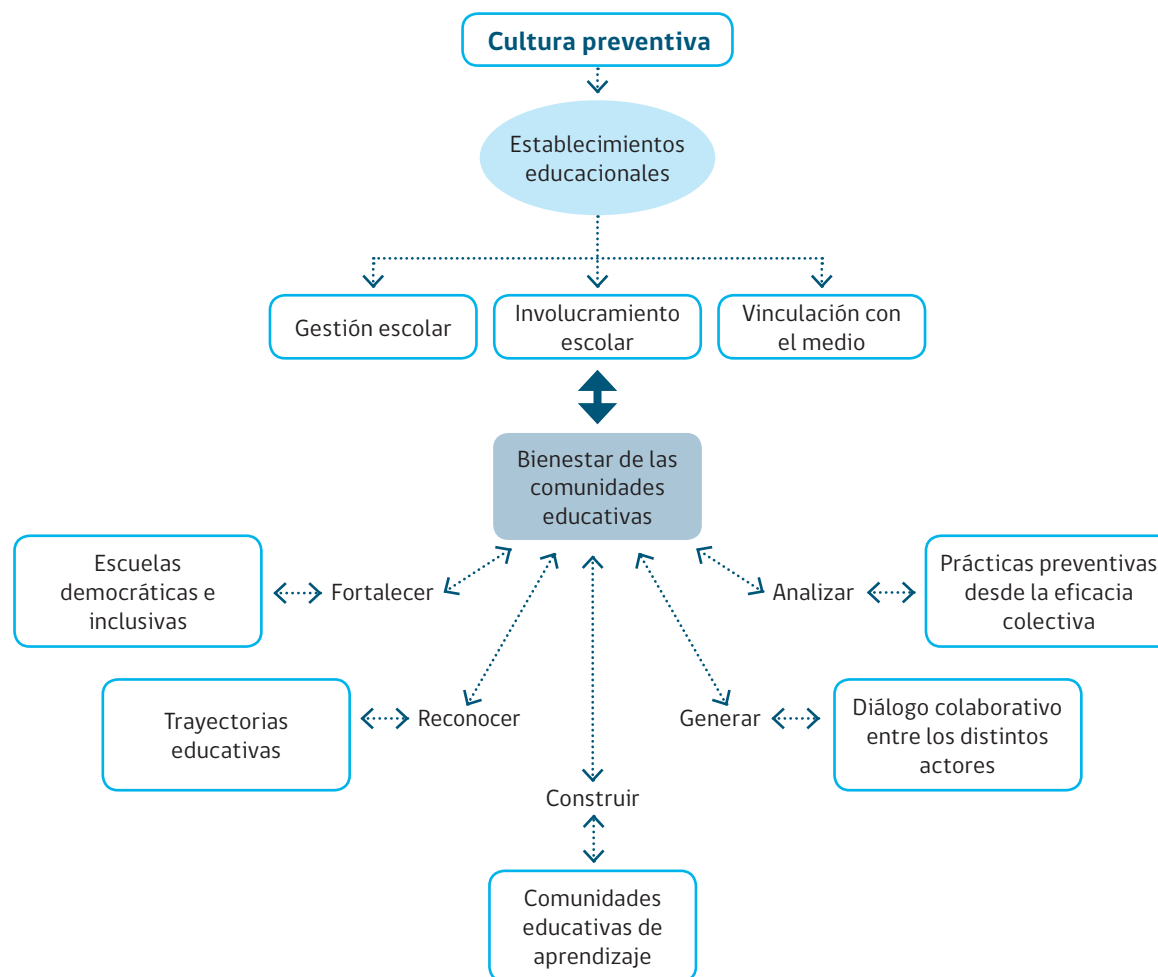 Cultura preventiva
Establecimientos
educacionales
Gestión escolar
Involucramiento
escolar
Vinculación con
el medio
Bienestar de las
comunidades
educativas
Escuelas
democráticas e
inclusivas
Fortalecer
Analizar
Prácticas preventivas
desde la eficacia
colectiva
Trayectorias
educativas
Reconocer
Generar
Diálogo colaborativo
entre los distintos
actores
Construir
Comunidades
educativas de
aprendizaje